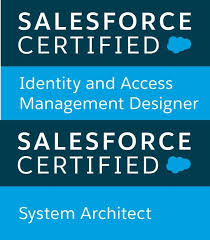 SALESFORCE
CERTIFIED
Identity and Access
Management Designer
SALESFORCE
CERTIFIED
System Architect